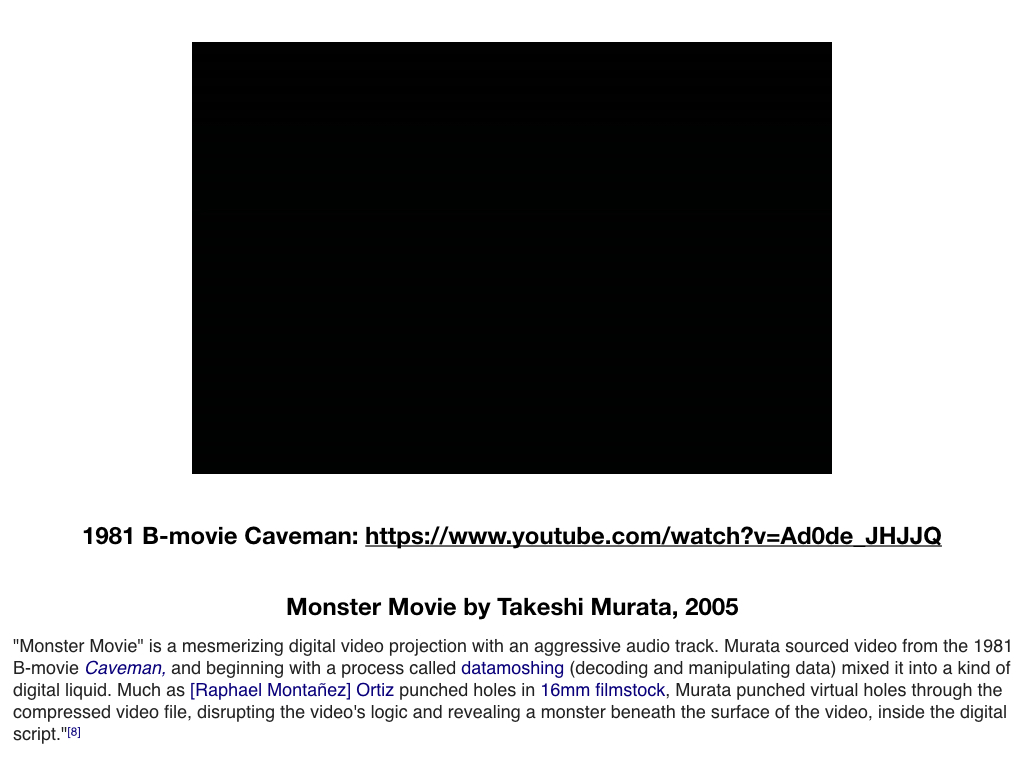 1981 B-movie Caveman: https://www.youtube.com/watch?v=Ad0de_JHJJQ
Monster Movie by Takeshi Murata, 2005
"Monster Movie" is a mesmerizing digital video projection with an aggressive audio track. Murata sourced video from the 1981
B-movie Caveman, and beginning with a process called datamoshing (decoding and manipulating data) mixed it into a kind of
digital liquid. Much as [Raphael Montañez] Ortiz punched holes in 16mm filmstock, Murata punched virtual holes through the
compressed video file, disrupting the video's logic and revealing a monster beneath the surface of the video, inside the digital
script."[8]